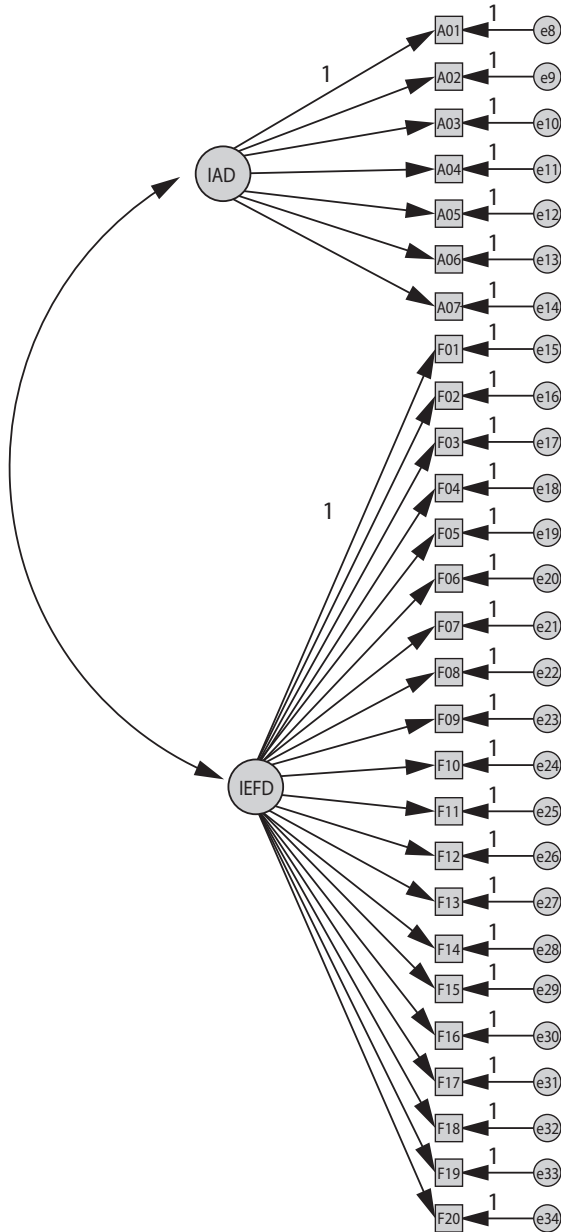 A01 1 e8
1
A02 1 e9
A03 1 e10
IAD
A04 1 e11
A05 1 e12
A06 1 e13
A07 1 e14
F01 1 e15
F02 1 e16
F03 1 e17
F04 1 e18
1
F05 1 e19
F06 1 e20
F07 1 e21
F08 1 e22
F09 1 e23
F10 1 e24
IEFD
F11 1 e25
F12 1 e26
F13 1 e27
F14 1 e28
F15 1 e29
F16 1 e30
F17 1 e31
F18 1 e32
F19 1 e33
F20 1 e34